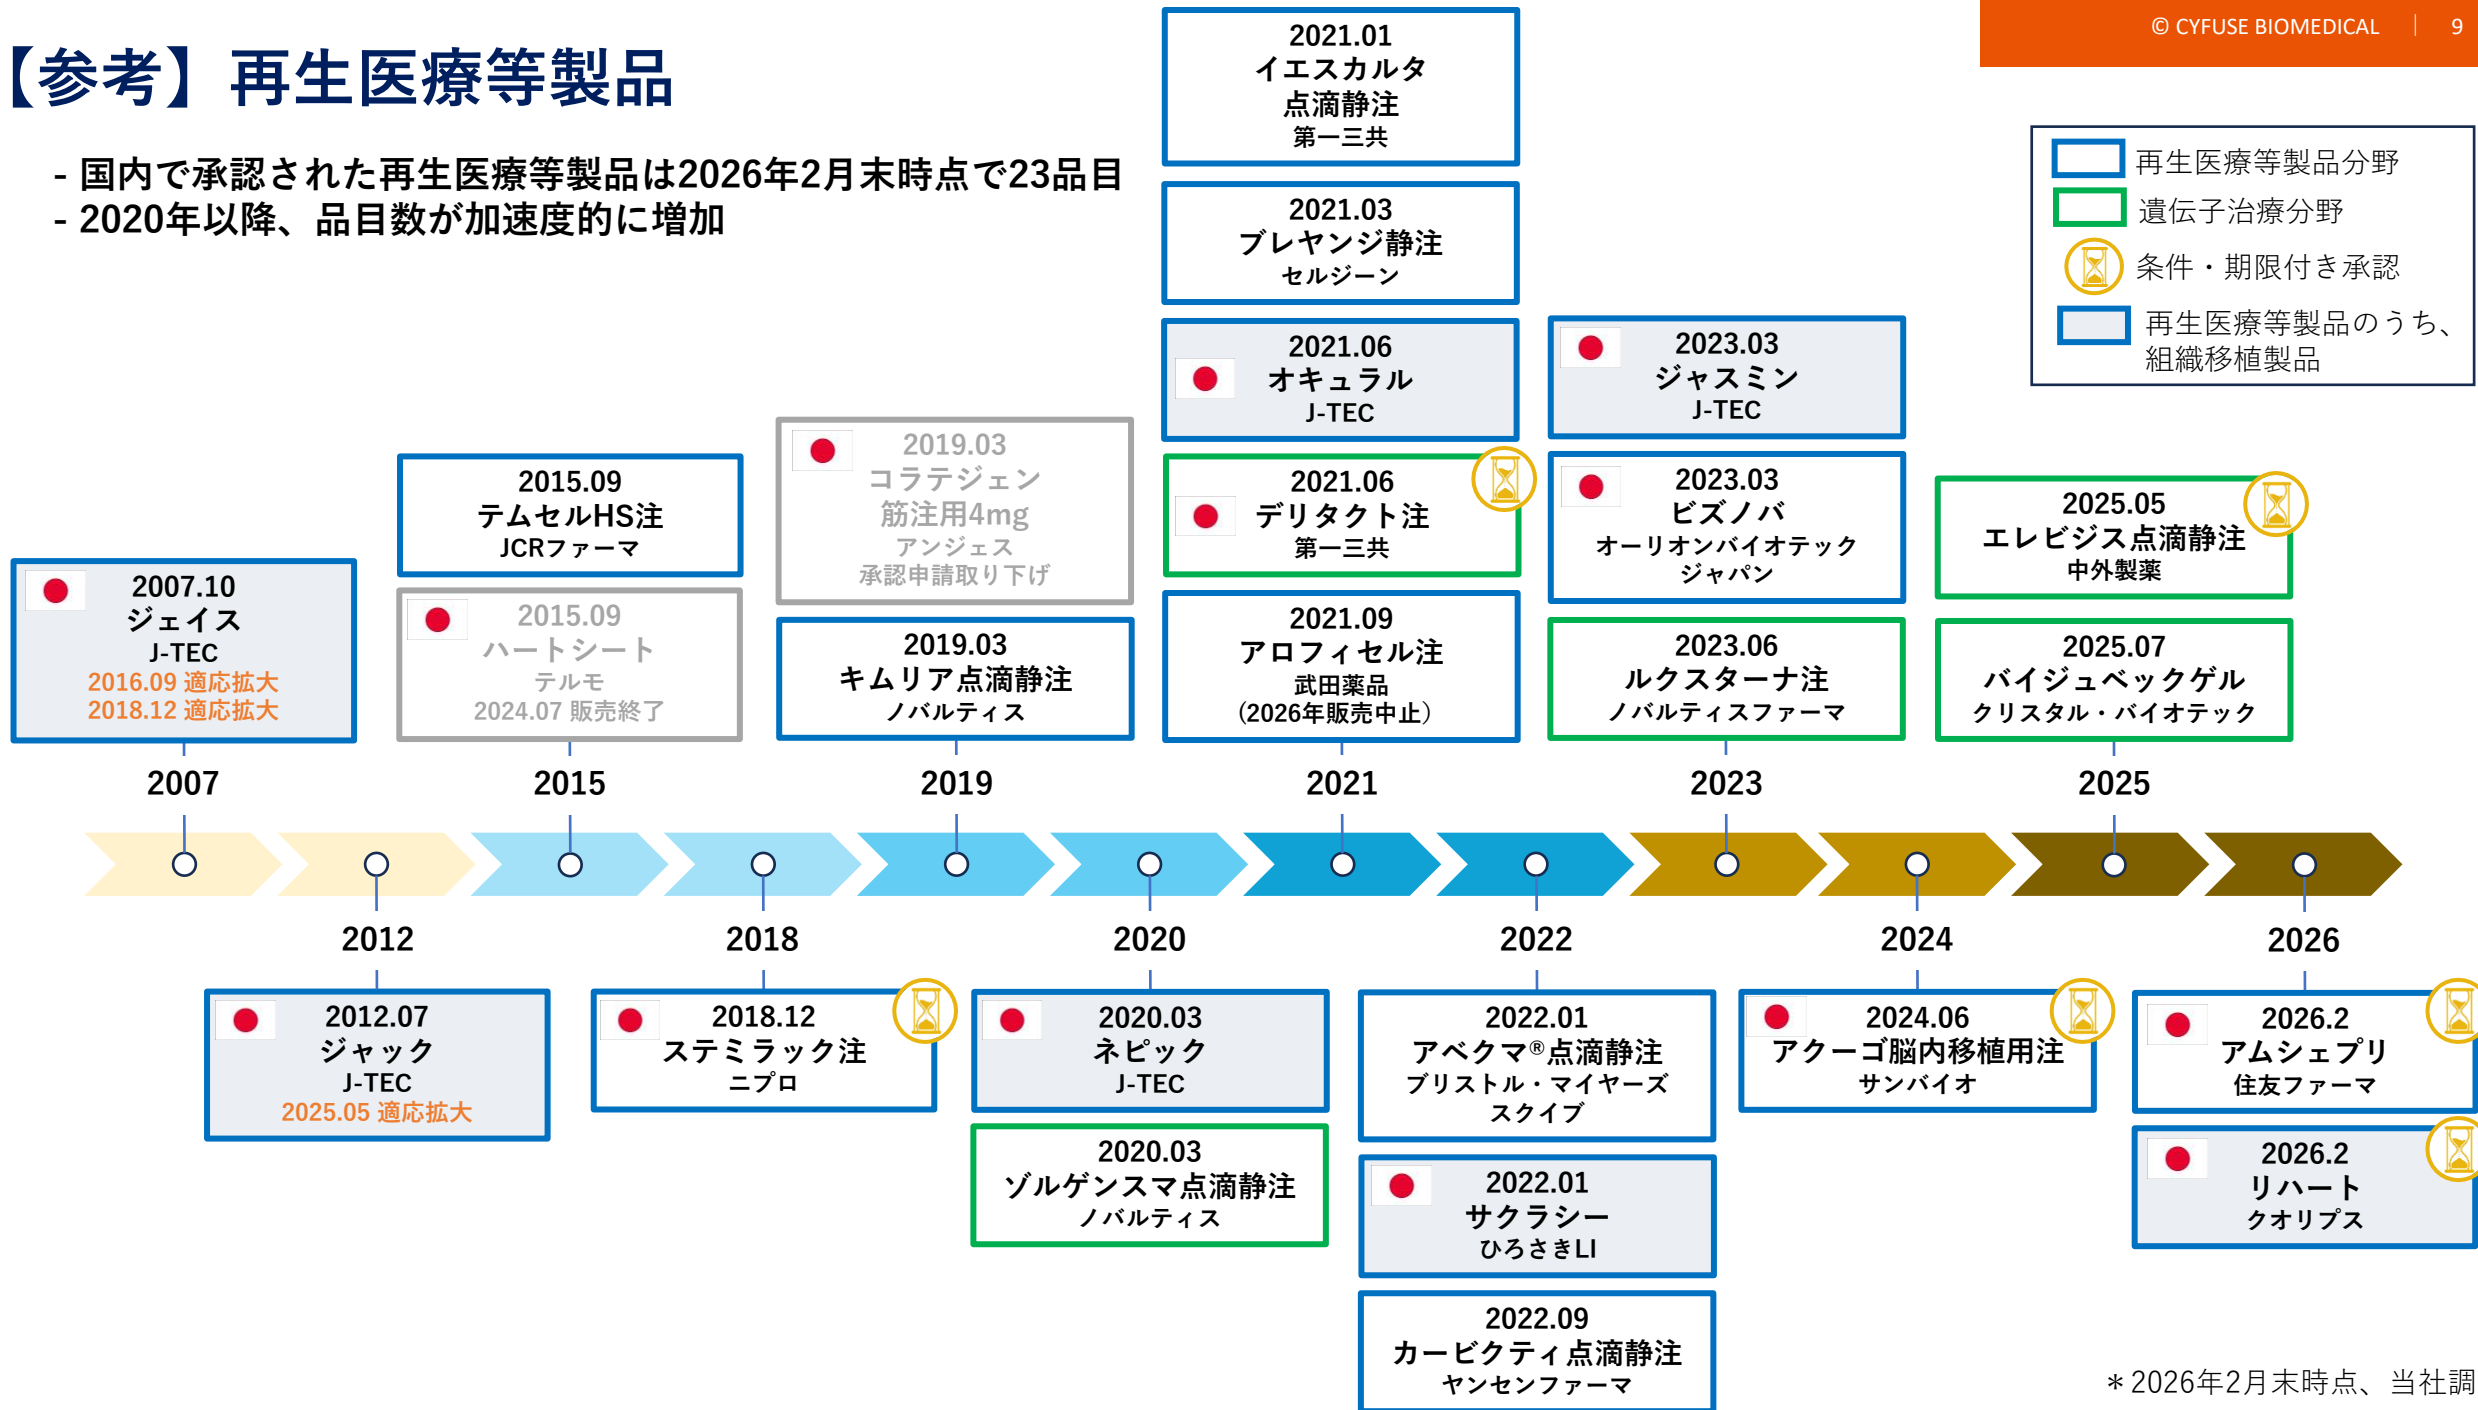 © CYFUSE BIOMEDICAL | 9
【参考】再生医療等製品
- 国内で承認された再生医療等製品は2026年2月末時点で23品目
- 2020年以降、品目数が加速度的に増加
再生医療等製品分野
遺伝子治療分野
条件・期限付き承認
再生医療等製品のうち、
組織移植製品
2007.10
ジェイス
J-TEC
2016.09 適応拡大
2018.12 適応拡大
2015.09
テムセルHS注
JCRファーマ
2015.09
ハートシート
テルモ
2024.07 販売終了
2019.03
コラテジェン
筋注用4mg
アンジェス
承認申請取り下げ
2019.03
キムリア点滴静注
ノバルティス
2021.01
イエスカルタ
点滴静注
第一三共
2021.03
ブレヤンジ静注
セルジーン
2021.06
オキュラル
J-TEC
2021.06
デリタクト注
第一三共
2021.09
アロフィセル注
武田薬品
（2026年販売中止）
2023.03
ジャスミン
J-TEC
2023.03
ビズノバ
オーリオンバイオテック
ジャパン
2023.06
ルクスターナ注
ノバルティスファーマ
2025.05
エレビジス点滴静注
中外製薬
2025.07
バイジュベックゲル
クリスタル・バイオテック
2007
2015
2019
2021
2023
2025
2012
2018
2020
2022
2024
2026
2012.07
ジャック
J-TEC
2025.05 適応拡大
2018.12
ステミラック注
ニプロ
2020.03
ネピック
J-TEC
2020.03
ゾルゲンスマ点滴静注
ノバルティス
2022.01
アベクマ®点滴静注
ブリストル・マイヤーズ
スクイブ
2022.01
サクラシー
ひろさきLI
2022.09
カービクティ点滴静注
ヤンセンファーマ
2024.06
アクーゴ脳内移植用注
サンバイオ
2026.2
アムシェプリ
住友ファーマ
2026.2
リハート
クオリプス
＊2026年2月末時点、当社調